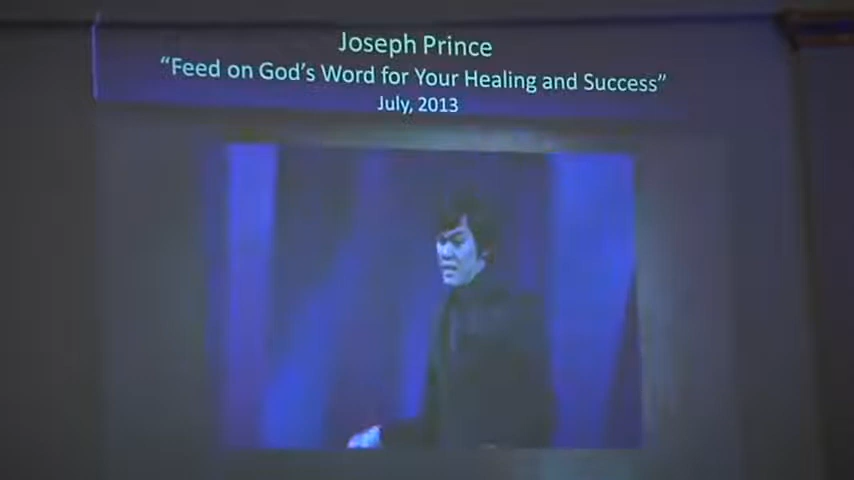 Joseph Prince
“Feed on God’s Word for Your Healing and Success”
July, 2013